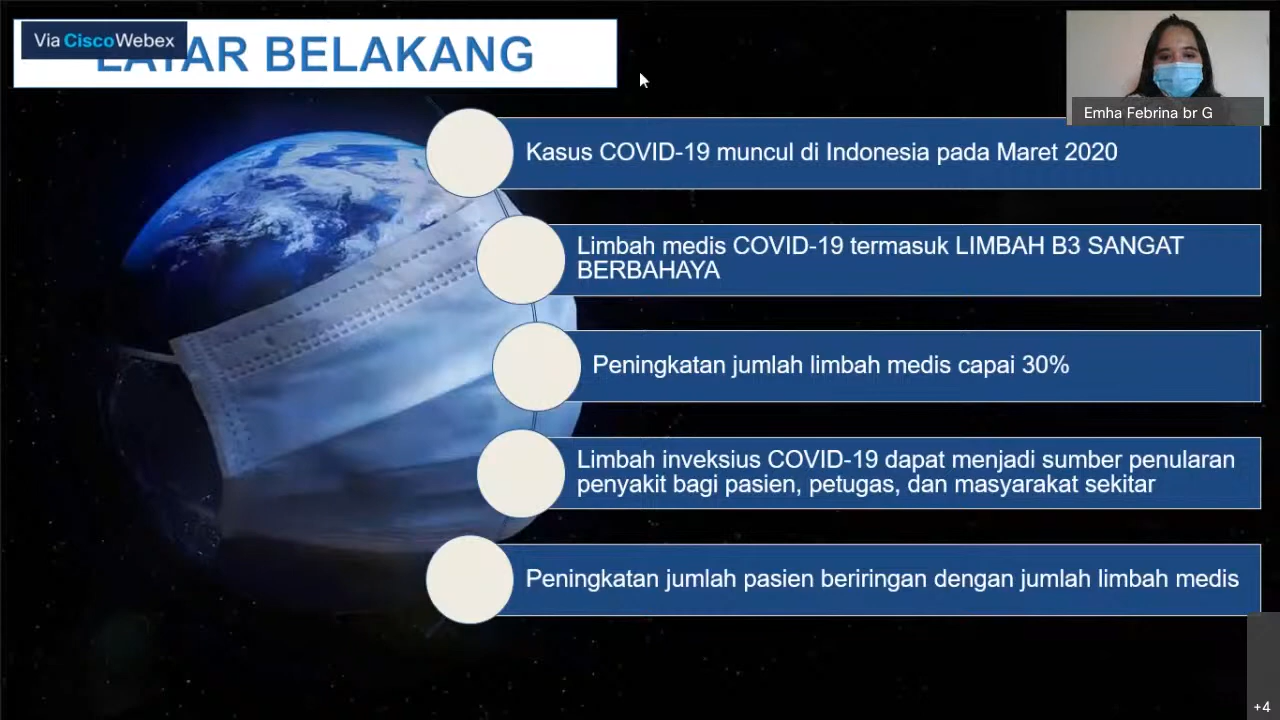 Via CiscoWebex
LATAR BELAKANG
Emha Febrina br G
Kasus COVID-19 muncul di Indonesia pada Maret 2020
Limbah medis COVID-19 termasuk LIMBAH B3 SANGAT
BERBAHAYA
Peningkatan jumlah limbah medis capai 30%
Limbah inveksius COVID-19 dapat menjadi sumber penularan
penyakit bagi pasien, petugas, dan masyarakat sekitar
Peningkatan jumlah pasien beriringan dengan jumlah limbah medis
+4